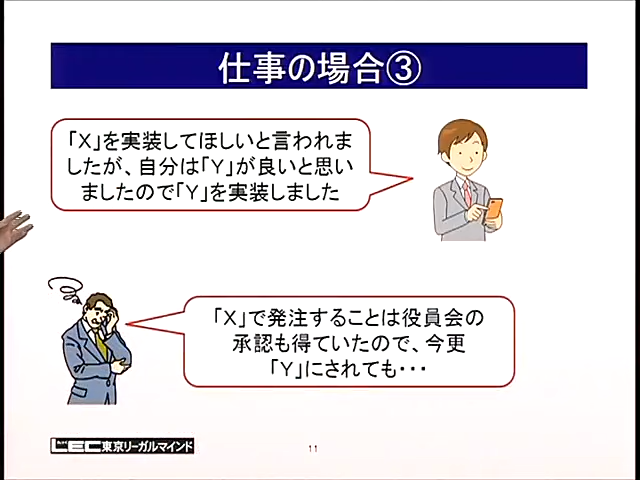 仕事の場合③
「X」を実装してほしいと言われま
したが、自分は「Y」が良いと思い
ましたので「Y」を実装しました
「X」で発注することは役員会の
承認も得ていたので、今更
「Y」にされても・・・
LEC東京リーガルマインド
11